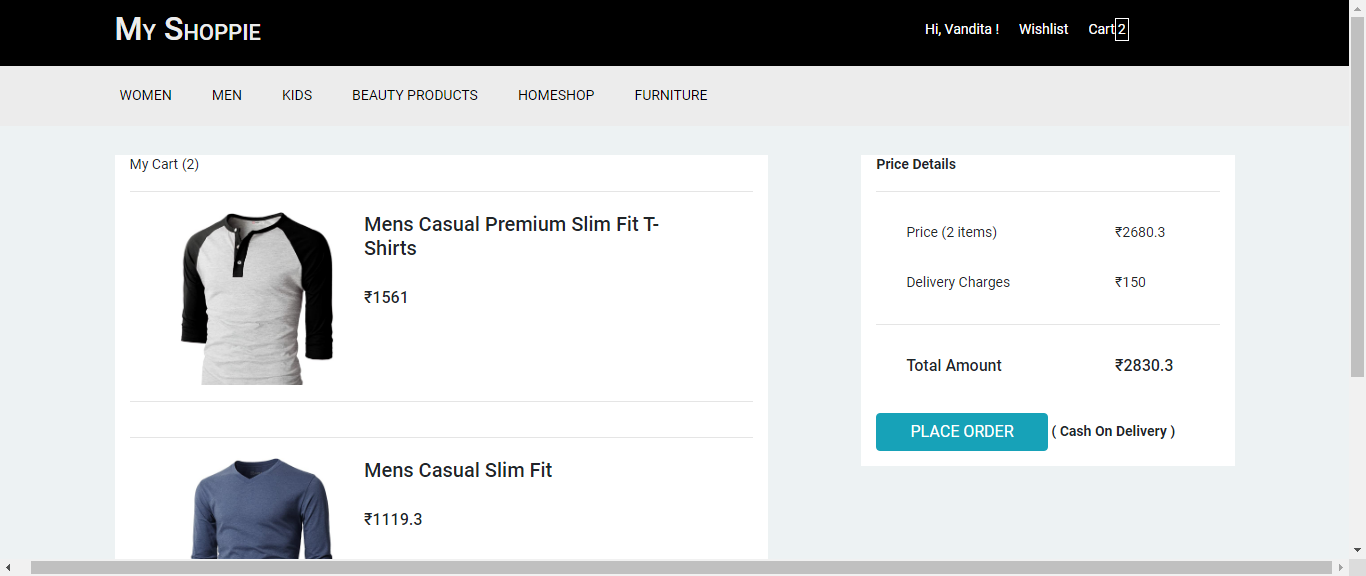 My Shoppie
Hi, Vandita ! Wishlist Cart 2
WOMEN MEN KIDS BEAUTY PRODUCTS HOMESHOP FURNITURE
My Cart (2)
Mens Casual Premium Slim Fit T-
Shirts
₹1561
Mens Casual Slim Fit
₹1119.3
Price Details
Price (2 items) ₹2680.3
Delivery Charges ₹150
Total Amount ₹2830.3
PLACE ORDER ( Cash On Delivery )